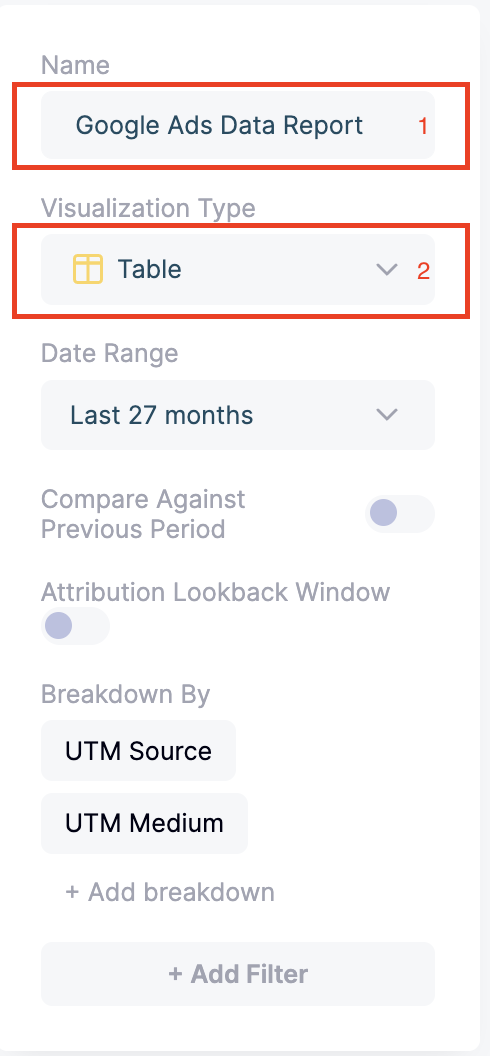 Name
Google Ads Data Report 1
Visualization Type
Table 2
Date Range
Last 27 months
Compare Against
Previous Period
Attribution Lookback Window
Breakdown By
UTM Source
UTM Medium
+ Add breakdown
+ Add Filter